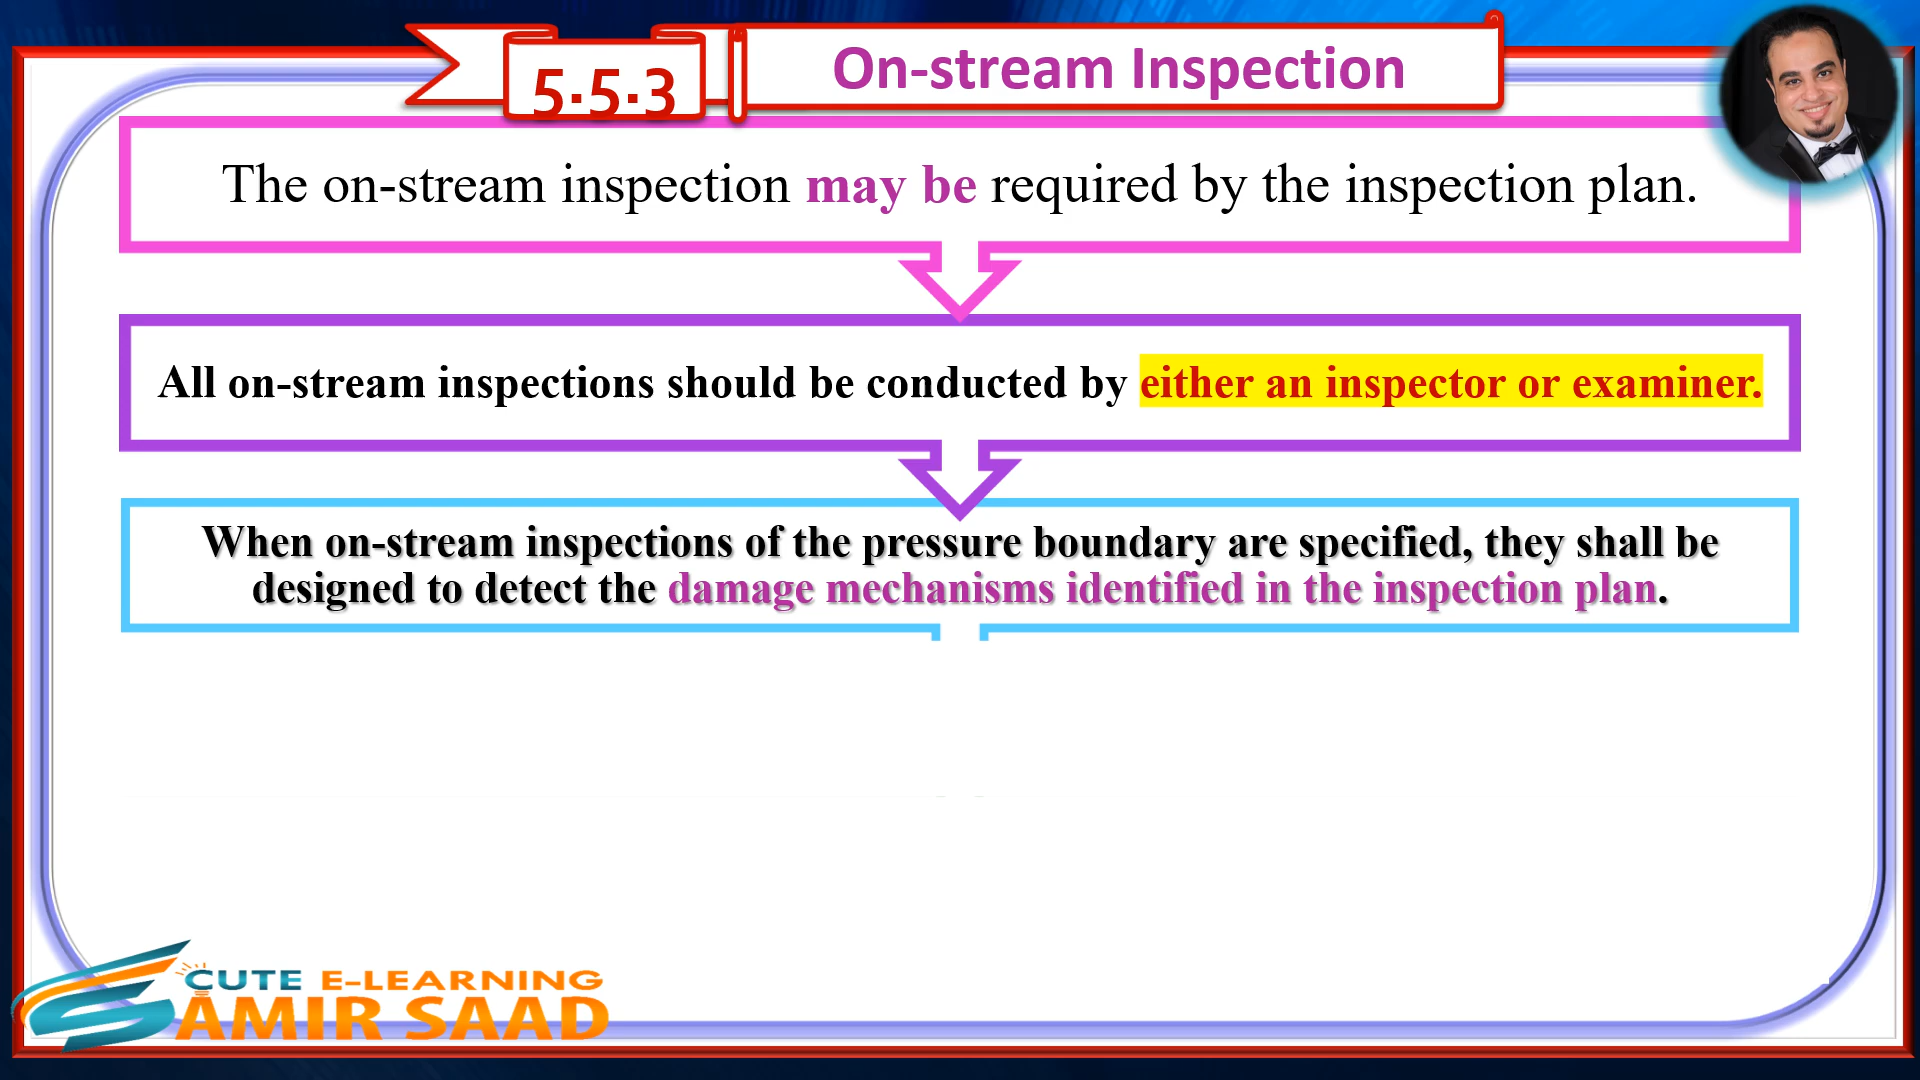 5.5.3
On-stream Inspection
The on-stream inspection may be required by the inspection plan.
All on-stream inspections should be conducted by either an inspector or examiner.
When on-stream inspections of the pressure boundary are specified, they shall be
designed to detect the damage mechanisms identified in the inspection plan.
CUTE E-LEARNING
AMIR SAAD